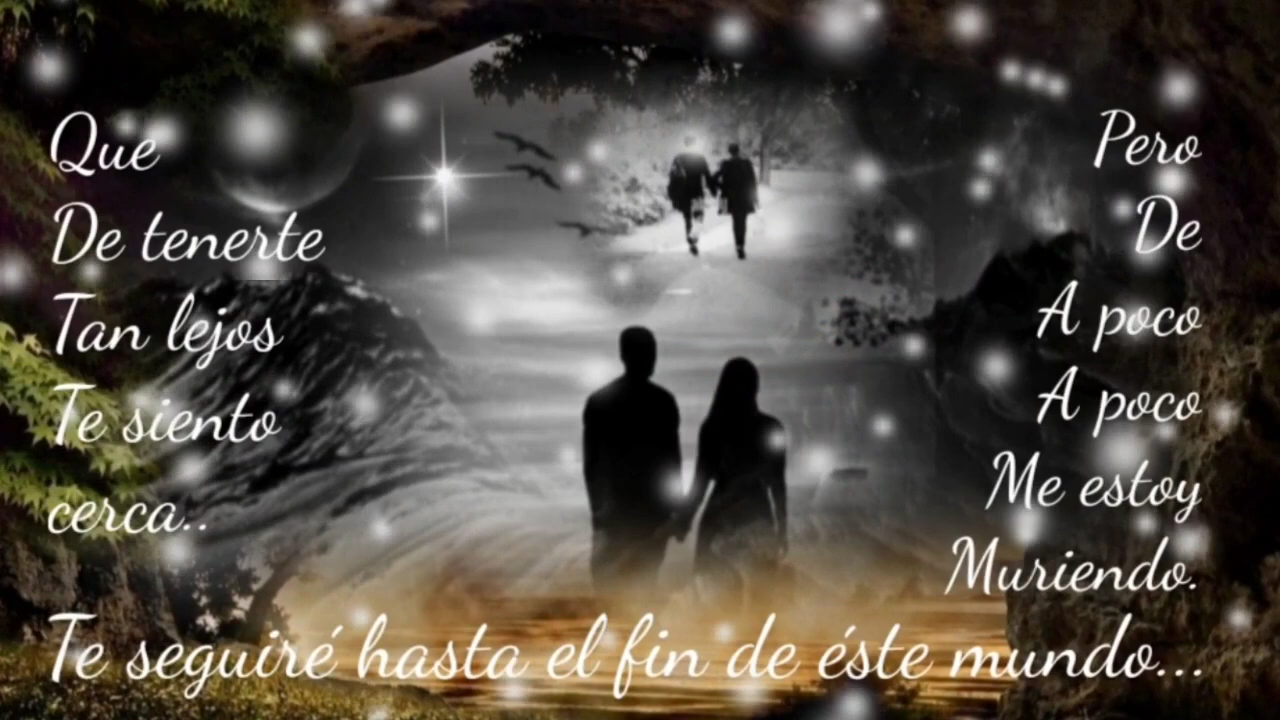 Que
De tenerte
Tan lejos
Te siento
cerca..
Pero
De
A poco
A poco
Me estoy
Muriendo.
Te seguiré hasta el fin de éste mundo...